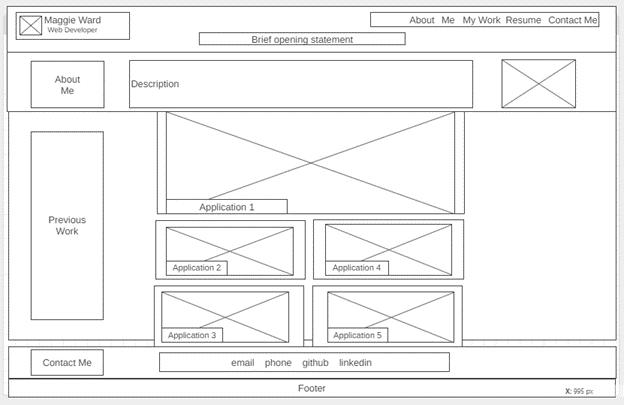 Maggie Ward
Web Developer
About Me My Work Resume Contact Me
Brief opening statement
About
Me
Description
Previous
Work
Application 1
Application 2
Application 4
Application 3
Application 5
Contact Me
email phone github linkedin
Footer
X: 995 px